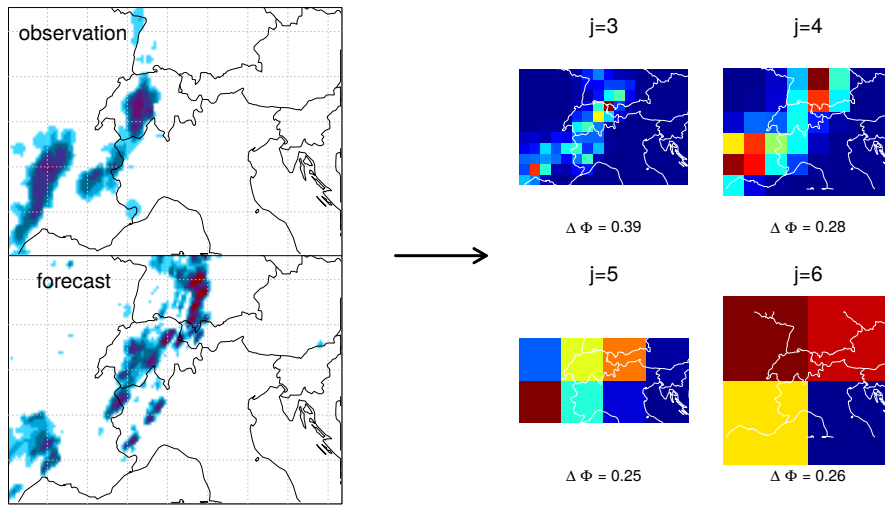 observation
forecast
j=3
j=4
Δ Φ = 0.39
Δ Φ = 0.28
j=5
j=6
Δ Φ = 0.25
Δ Φ = 0.26